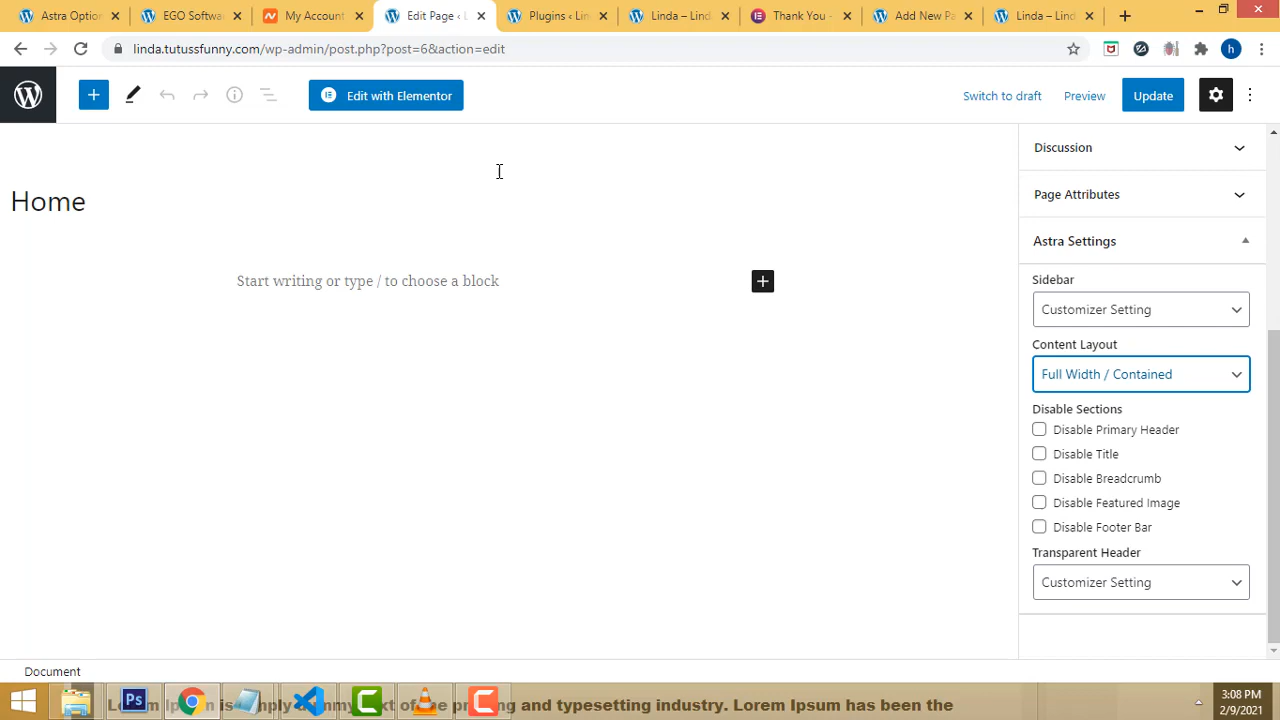 Astra Option
EGO Softwa
My Account
Edit Page ‹ L
Plugins ‹ Lin
Linda – Lind
Thank You -
Add New Pa
Linda – Lind
linda.tutussfunny.com/wp-admin/post.php?post=6&action=edit
h
Edit with Elementor
Switch to draft
Preview
Update
Home
Start writing or type / to choose a block
Discussion
Page Attributes
Astra Settings
Sidebar
Customizer Setting
Content Layout
Full Width / Contained
Disable Sections
Disable Primary Header
Disable Title
Disable Breadcrumb
Disable Featured Image
Disable Footer Bar
Transparent Header
Customizer Setting
Document
Ps
and typesetting industry. Lorem Ipsum has been the
3:08 PM
2/9/2021